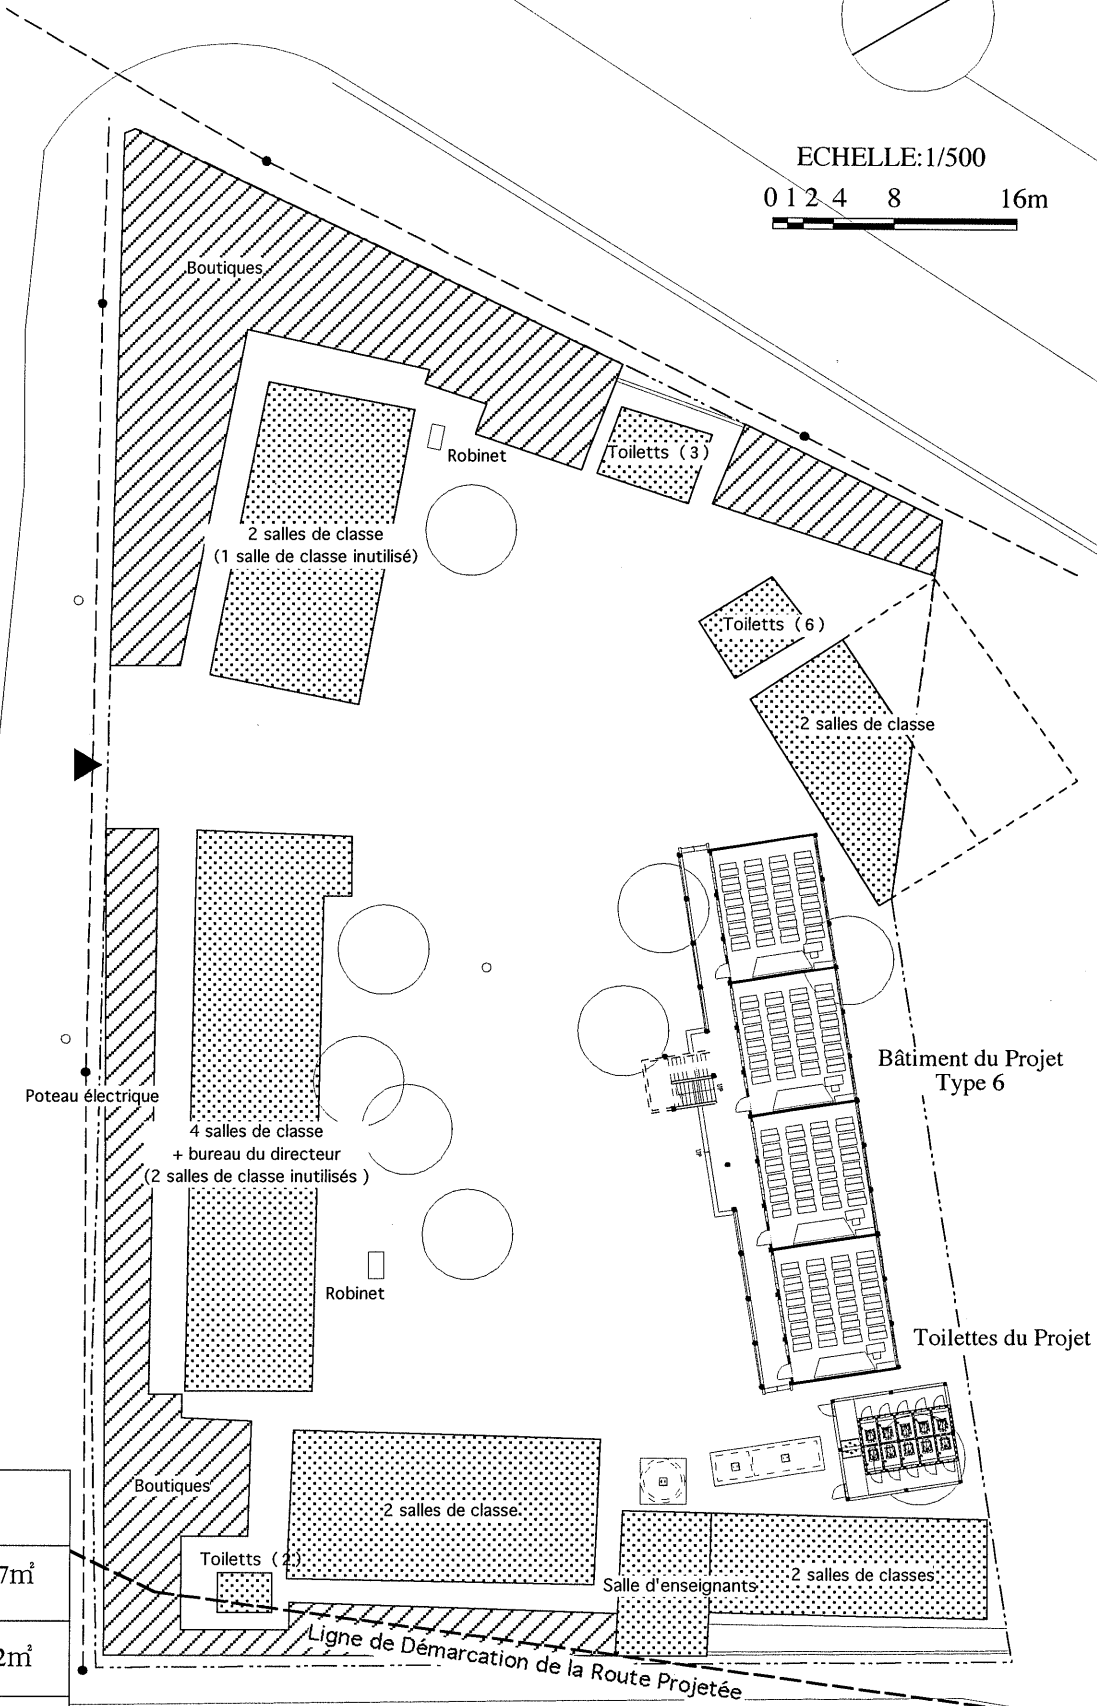 ECHELLE:1/500
0 1 2 4 8 16m
Boutiques
Robinet
Toiletts (3)
2 salles de classe
(1 salle de classe inutilisé)
Toiletts (6)
2 salles de classe
Bâtiment du Projet
Type 6
Poteau électrique
4 salles de classe
+ bureau du directeur
(2 salles de classe inutilisés )
Robinet
Toilettes du Projet
Boutiques
2 salles de classe
Toiletts (2)
Salle d'enseignants
2 salles de classes
7m²
2m²
Ligne de Démarcation de la Route Projetée